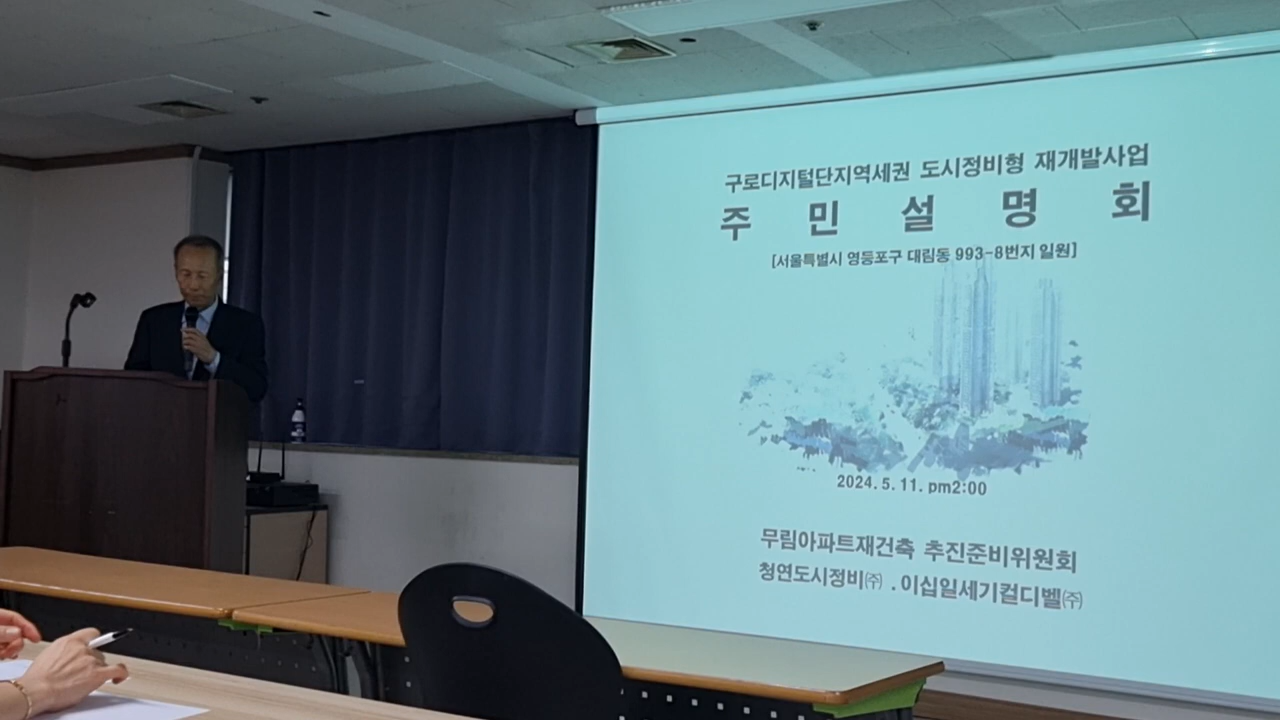 구로디지털단지역세권 도시정비형 재개발사업
주 민 설 명 회
[서울특별시 영등포구 대림동 993-8번지 일원]
2024. 5. 11. pm2:00
무림아파트재건축 추진준비위원회
청연도시정비㈜ . 이십일세기컬디벨㈜